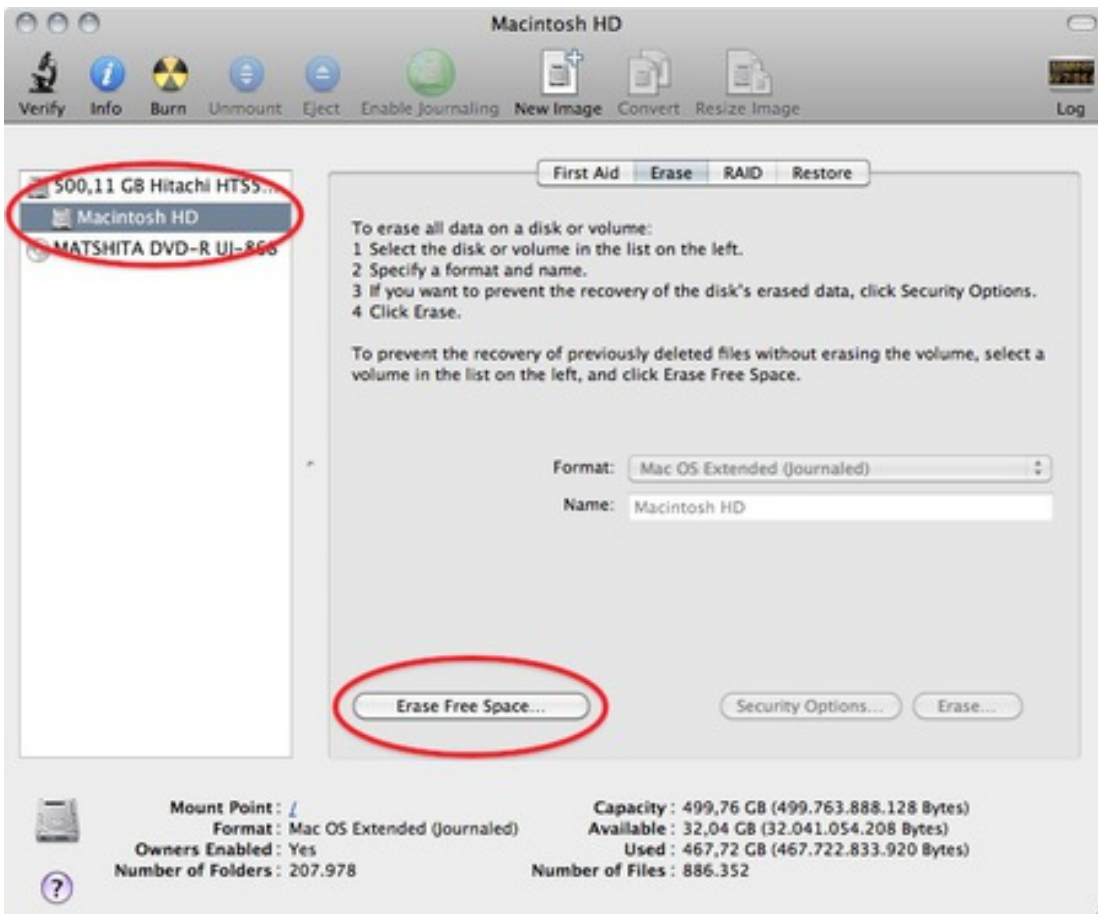 Macintosh HD
Verify Info Burn Unmount Eject Enable Journaling New Image Convert Resize Image Log
500,11 GB Hitachi HTS5...
Macintosh HD
MATSHITA DVD-R UJ-868
First Aid Erase RAID Restore
To erase all data on a disk or volume:
1 Select the disk or volume in the list on the left.
2 Specify a format and name.
3 If you want to prevent the recovery of the disk's erased data, click Security Options.
4 Click Erase.
To prevent the recovery of previously deleted files without erasing the volume, select a
volume in the list on the left, and click Erase Free Space.
Format: Mac OS Extended (Journaled)
Name: Macintosh HD
Erase Free Space... Security Options... Erase...
Mount Point : / Capacity : 499,76 GB (499.763.888.128 Bytes)
Format : Mac OS Extended (Journaled) Available : 32,04 GB (32.041.054.208 Bytes)
Owners Enabled : Yes Used : 467,72 GB (467.722.833.920 Bytes)
Number of Folders : 207.978 Number of Files : 886.352
?